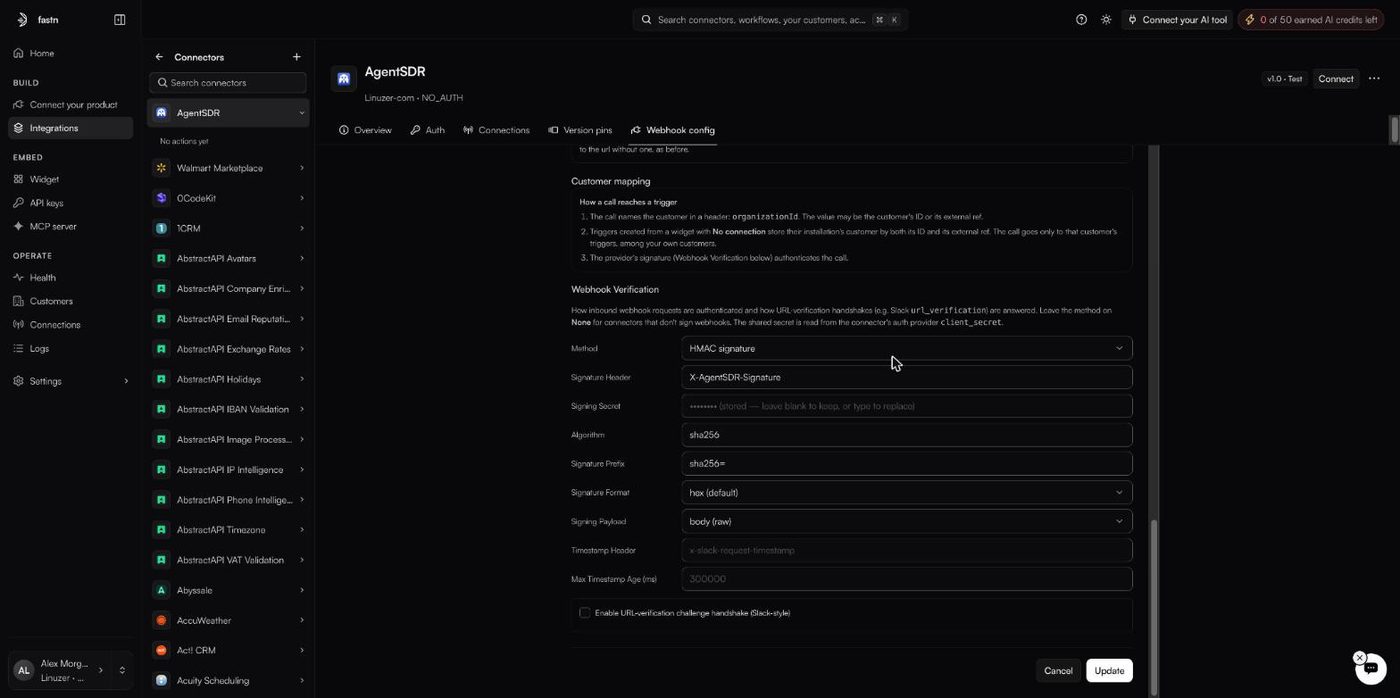 fastn
Search connectors, workflows, your customers, ac...
⌘ K
Connect your AI tool
0 of 50 earned AI credits left
Home
BUILD
Connect your product
Integrations
EMBED
Widget
API keys
MCP server
OPERATE
Health
Customers
Connections
Logs
Settings
AL
Alex Morg...
Linuzer · ...
Connectors
Search connectors
AgentSDR
No actions yet
Walmart Marketplace
0CodeKit
1CRM
AbstractAPI Avatars
AbstractAPI Company Enri...
AbstractAPI Email Reputati...
AbstractAPI Exchange Rates
AbstractAPI Holidays
AbstractAPI IBAN Validation
AbstractAPI Image Process...
AbstractAPI IP Intelligence
AbstractAPI Phone Intellige...
AbstractAPI Timezone
AbstractAPI VAT Validation
Abyssale
AccuWeather
Act! CRM
Acuity Scheduling
AgentSDR
Linuzer-com • NO_AUTH
v1.0 · Test
Connect
Overview
Auth
Connections
Version pins
Webhook config
to the url without one, as before.
Customer mapping
How a call reaches a trigger
1. The call names the customer in a header: organizationId. The value may be the customer's ID or its external ref.
2. Triggers created from a widget with No connection store their installation's customer by both its ID and its external ref. The call goes only to that customer's
triggers, among your own customers.
3. The provider's signature (Webhook Verification below) authenticates the call.
Webhook Verification
How inbound webhook requests are authenticated and how URL-verification handshakes (e.g. Slack url_verification) are answered. Leave the method on
None for connectors that don't sign webhooks. The shared secret is read from the connector's auth provider client_secret.
Method
HMAC signature
Signature Header
X-AgentSDR-Signature
Signing Secret
•••••••• (stored — leave blank to keep, or type to replace)
Algorithm
sha256
Signature Prefix
sha256=
Signature Format
hex (default)
Signing Payload
body (raw)
Timestamp Header
x-slack-request-timestamp
Max Timestamp Age (ms)
300000
Enable URL-verification challenge handshake (Slack-style)
Cancel
Update